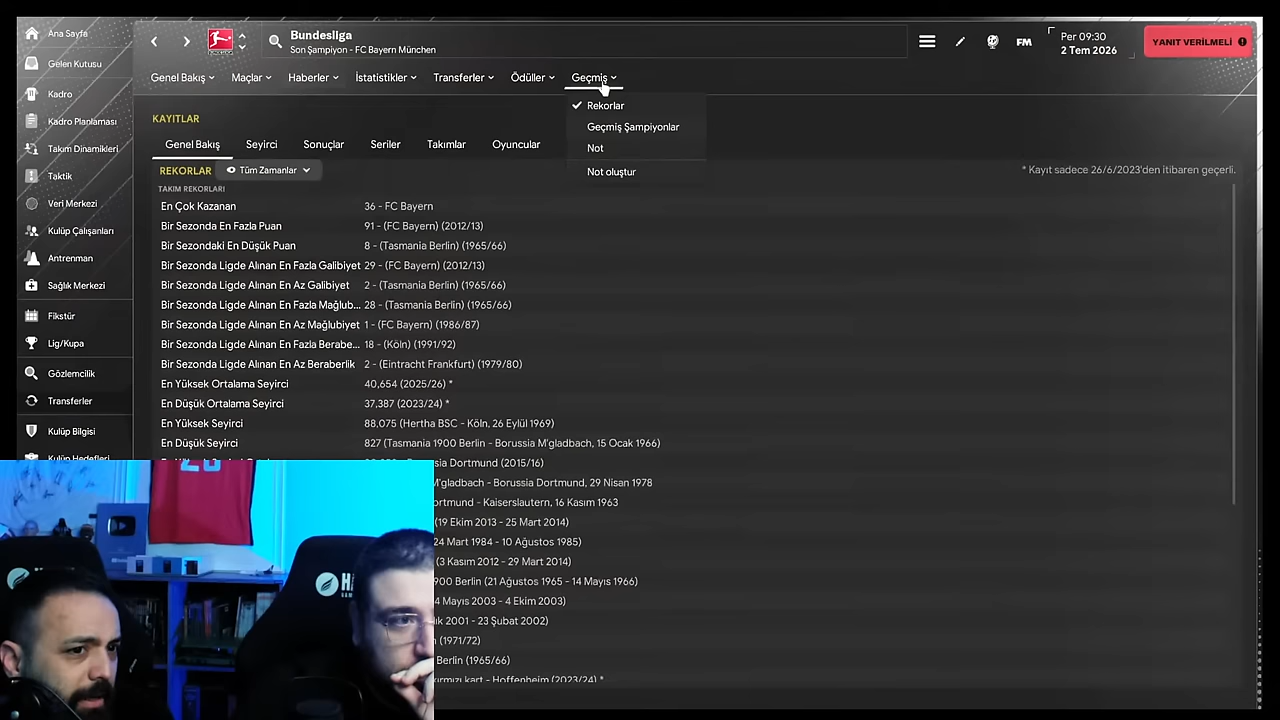 Ana Sayfa
Gelen Kutusu
Kadro
Kadro Planlaması
Takım Dinamikleri
Taktik
Veri Merkezi
Kulüp Çalışanları
Antrenman
Sağlık Merkezi
Fikstür
Lig/Kupa
Gözlemcilik
Transferler
Kulüp Bilgisi
Kulüp Hedefleri
Bundesliga
Son Şampiyon - FC Bayern München
FM
Per 09:30
2 Tem 2026
YANIT VERİLMELİ
Genel Bakış
Maçlar
Haberler
İstatistikler
Transferler
Ödüller
Geçmiş
Rekorlar
Geçmiş Şampiyonlar
Not
Not oluştur
KAYITLAR
Genel Bakış
Seyirci
Sonuçlar
Seriler
Takımlar
Oyuncular
REKORLAR
Tüm Zamanlar
* Kayıt sadece 26/6/2023'den itibaren geçerli.
TAKIM REKORLARI
En Çok Kazanan 36 - FC Bayern
Bir Sezonda En Fazla Puan 91 - (FC Bayern) (2012/13)
Bir Sezondaki En Düşük Puan 8 - (Tasmania Berlin) (1965/66)
Bir Sezonda Ligde Alınan En Fazla Galibiyet 29 - (FC Bayern) (2012/13)
Bir Sezonda Ligde Alınan En Az Galibiyet 2 - (Tasmania Berlin) (1965/66)
Bir Sezonda Ligde Alınan En Fazla Mağlub... 28 - (Tasmania Berlin) (1965/66)
Bir Sezonda Ligde Alınan En Az Mağlubiyet 1 - (FC Bayern) (1986/87)
Bir Sezonda Ligde Alınan En Fazla Berabe... 18 - (Köln) (1991/92)
Bir Sezonda Ligde Alınan En Az Beraberlik 2 - (Eintracht Frankfurt) (1979/80)
En Yüksek Ortalama Seyirci 40,654 (2025/26) *
En Düşük Ortalama Seyirci 37,387 (2023/24) *
En Yüksek Seyirci 88,075 (Hertha BSC - Köln, 26 Eylül 1969)
En Düşük Seyirci 827 (Tasmania 1900 Berlin - Borussia M'gladbach, 15 Ocak 1966)
Dortmund (2015/16)
M'gladbach - Borussia Dortmund, 29 Nisan 1978
ortmund - Kaiserslautern, 16 Kasım 1963
(19 Ekim 2013 - 25 Mart 2014)
24 Mart 1984 - 10 Ağustos 1985)
(3 Kasım 2012 - 29 Mart 2014)
900 Berlin (21 Ağustos 1965 - 14 Mayıs 1966)
Mayıs 2003 - 4 Ekim 2003)
lık 2001 - 23 Şubat 2002)
(1971/72)
Berlin (1965/66)
kırmızı kart - Hoffenheim (2023/24) *